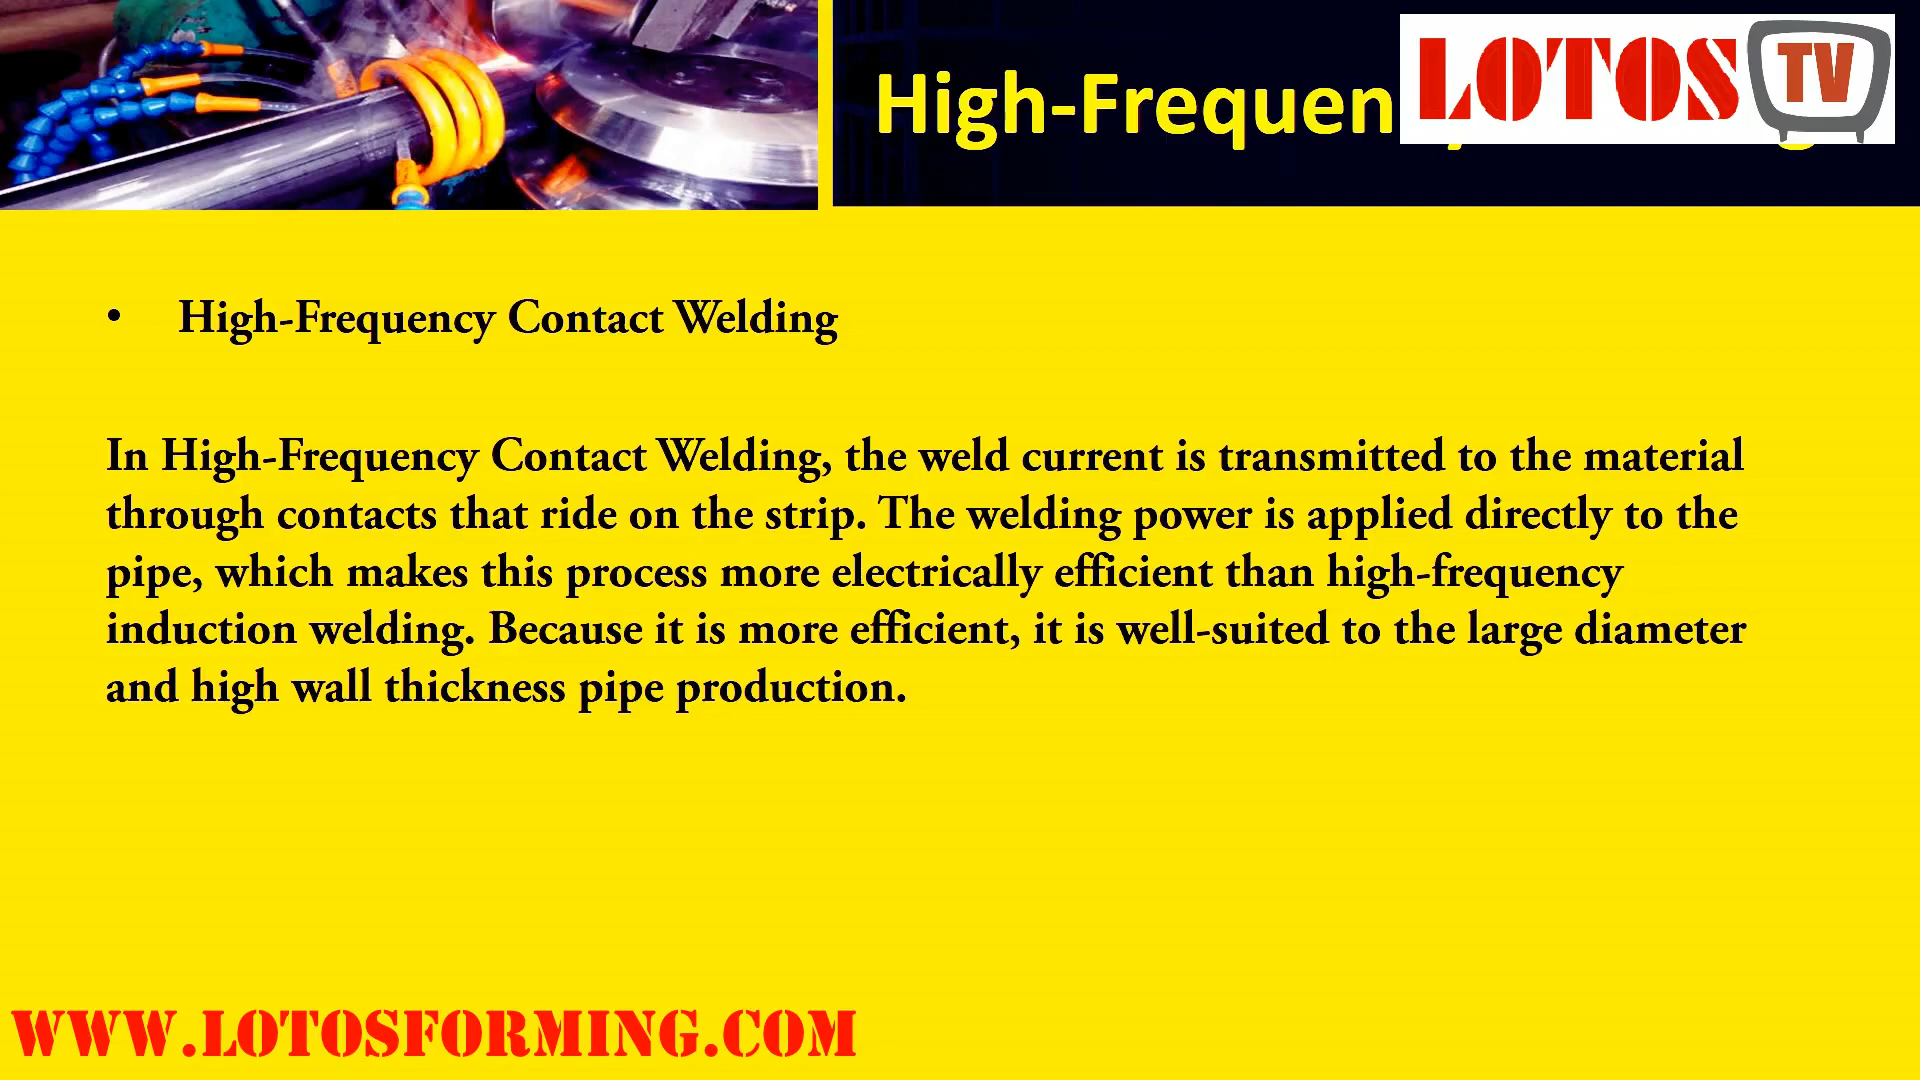 LOTOS TV
• High-Frequency Contact Welding
In High-Frequency Contact Welding, the weld current is transmitted to the material
through contacts that ride on the strip. The welding power is applied directly to the
pipe, which makes this process more electrically efficient than high-frequency
induction welding. Because it is more efficient, it is well-suited to the large diameter
and high wall thickness pipe production.
WWW.LOTOSFORMING.COM